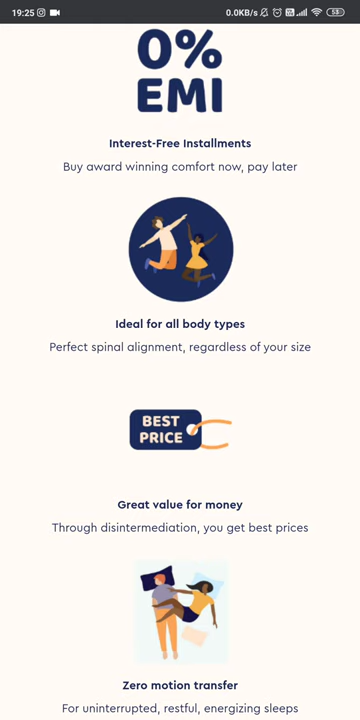 19:25
0.0KB/s
53
0%
EMI
Interest-Free Installments
Buy award winning comfort now, pay later
Ideal for all body types
Perfect spinal alignment, regardless of your size
BEST
PRICE
Great value for money
Through disintermediation, you get best prices
Zero motion transfer
For uninterrupted, restful, energizing sleeps